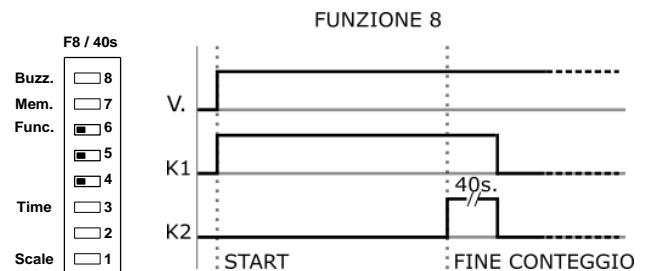 FUNZIONE 8
F8 / 40s
Buzz. 8
Mem. 7
Func. 6
5
4
Time 3
2
Scale 1
V.
K1
40s.
K2
START
FINE CONTEGGIO